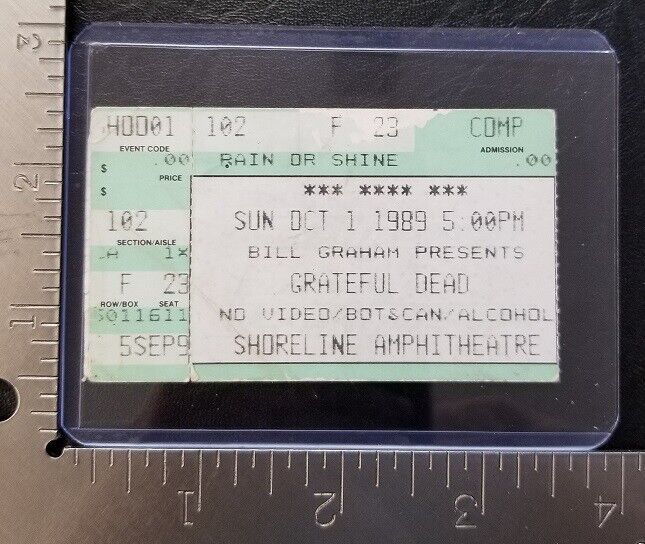 HOD01 102 F 23 COMP
EVENT CODE ADMISSION
$ .00 RAIN OR SHINE .00
PRICE
$ *** **** ***
102 SUN OCT 1 1989 5:00PM
SECTION/AISLE
1X BILL GRAHAM PRESENTS
F 23 GRATEFUL DEAD
ROW/BOX SEAT
011611 NO VIDEO/BOT&CAN/ALCOHOL
5SEP9 SHORELINE AMPHITHEATRE
3
2
1
1 2 3 4